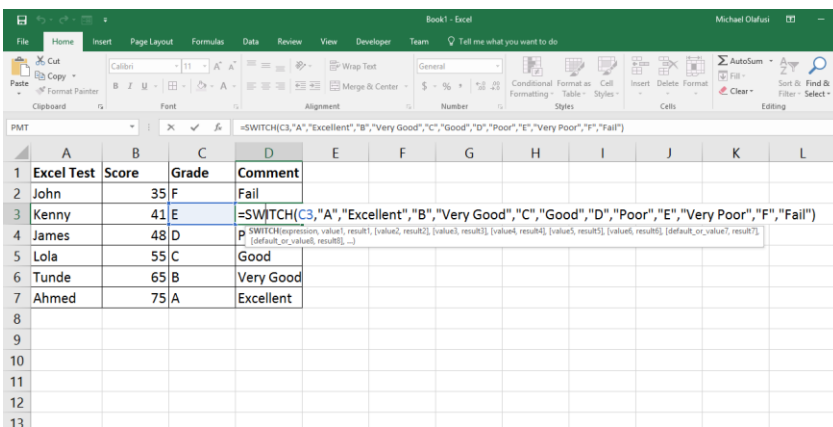 Book1 - Excel
Michael Olafusi
File Home Insert Page Layout Formulas Data Review View Developer Team Tell me what you want to do
Cut
Copy
Format Painter
Paste
Clipboard
Calibri 11
B I U
Font
Wrap Text
Merge & Center
Alignment
General
$ % ,
Number
Conditional Formatting
Format as Table
Cell Styles
Styles
Insert Delete Format
Cells
AutoSum
Fill
Clear
Sort & Filter
Find & Select
Editing
PMT fx =SWITCH(C3,"A","Excellent","B","Very Good","C","Good","D","Poor","E","Very Poor","F","Fail")
A B C D E F G H I J K L
1 Excel Test Score Grade Comment
2 John 35 F Fail
3 Kenny 41 E =SWITCH(C3,"A","Excellent","B","Very Good","C","Good","D","Poor","E","Very Poor","F","Fail")
4 James 48 D P
SWITCH(expression, value1, result1, [value2, result2], [value3, result3], [value4, result4], [value5, result5], [value6, result6], [default_or_value7, result7],
[default_or_value8, result8], ...)
5 Lola 55 C Good
6 Tunde 65 B Very Good
7 Ahmed 75 A Excellent
8
9
10
11
12
13